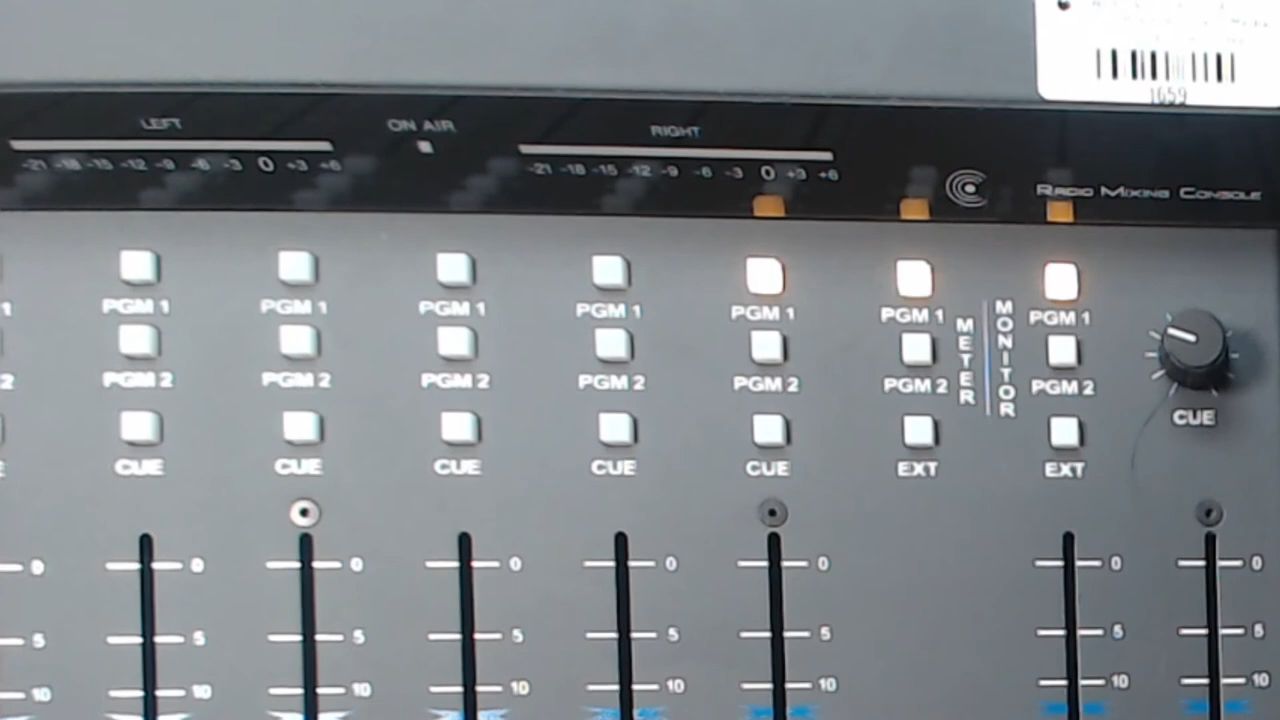 1659
LEFT
ON AIR
RIGHT
-21 -18 -15 -12 -9 -6 -3 0 +3 +6
-21 -18 -15 -12 -9 -6 -3 0 +3 +6
RADIO MIXING CONSOLE
1 PGM 1 PGM 1 PGM 1 PGM 1 PGM 1 PGM 1 PGM 1
METER
MONITOR
2 PGM 2 PGM 2 PGM 2 PGM 2 PGM 2 PGM 2 PGM 2
CUE
E CUE CUE CUE CUE CUE EXT EXT
0 0 0 0 0 0 0 0
5 5 5 5 5 5 5 5
10 10 10 10 10 10 10 10